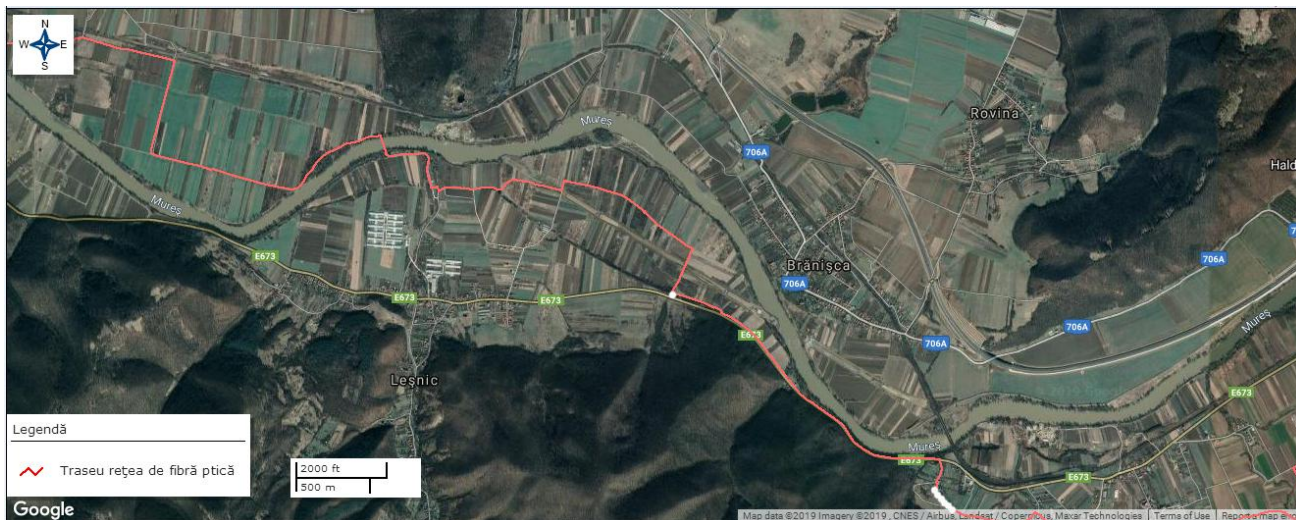 N
W E
S
Mureș
706A
Rovina
Mureș
E673
Brănișca
706A
706A
E673
E673
E673
E673
706A
706A
Mureș
Leșnic
E673
Mureș
E673
E673
Legendă
Traseu rețea de fibră ptică
2000 ft
500 m
Google
Map data ©2019 Imagery ©2019 , CNES / Airbus, Landsat / Copernicus, Maxar Technologies
Terms of Use